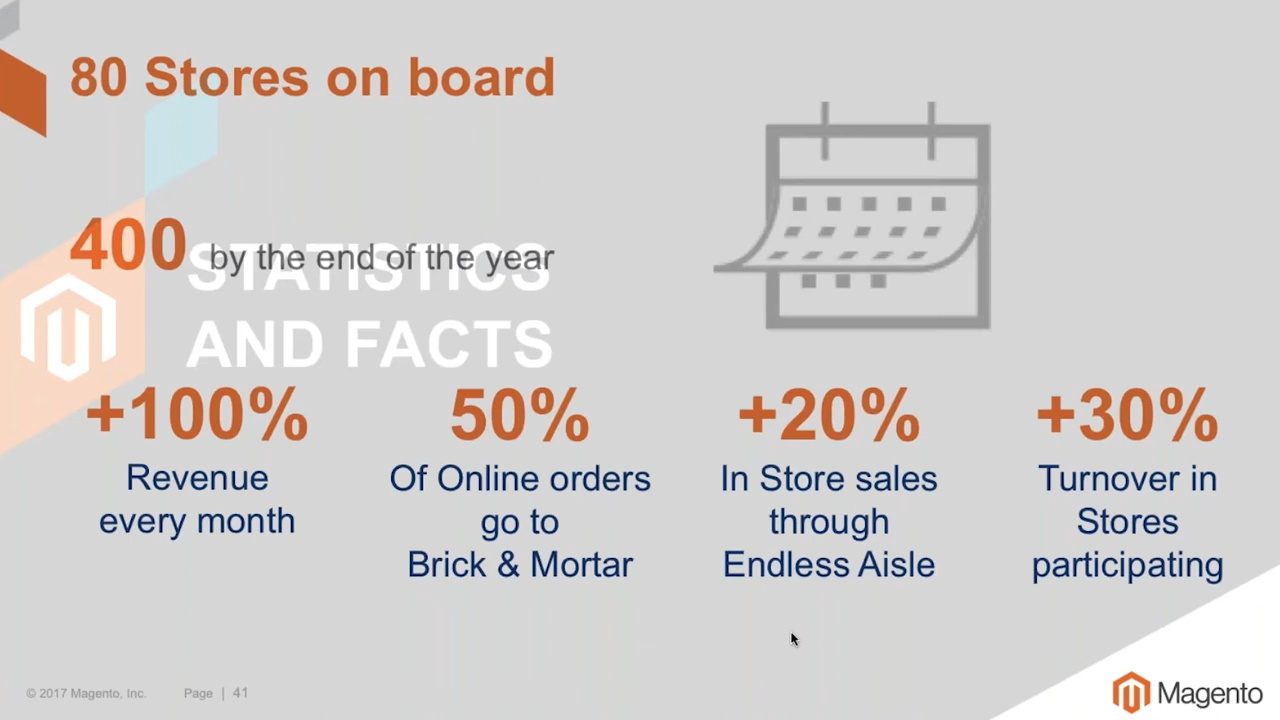 80 Stores on board
400 by the end of the year
STATISTICS
AND FACTS
+100%
Revenue
every month
50%
Of Online orders
go to
Brick & Mortar
+20%
In Store sales
through
Endless Aisle
+30%
Turnover in
Stores
participating
© 2017 Magento, Inc.
Page | 41
Magento